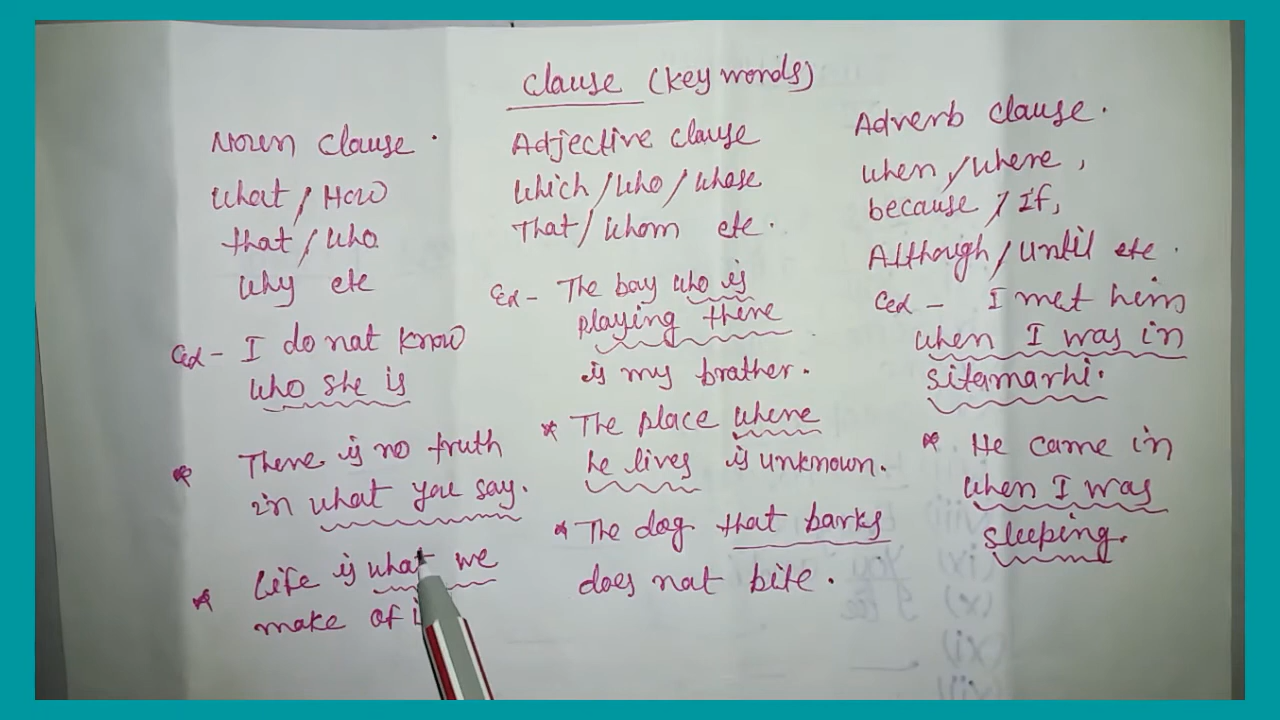 Clause (Key words)
Noun Clause.
What / How
that / who
Why etc
Ex - I do not know
who she is
* There is no truth
in what you say.
* Life is what we
make of
Adjective clause
Which / Who / Whose
That / Whom etc.
Ex - The boy who is
playing there
is my brother.
* The place where
he lives is unknown.
* The dog that barks
does not bite.
Adverb clause.
when / where,
because / If,
Although / until etc.
Ex - I met him
when I was in
sitamarhi.
* He came in
when I was
sleeping.